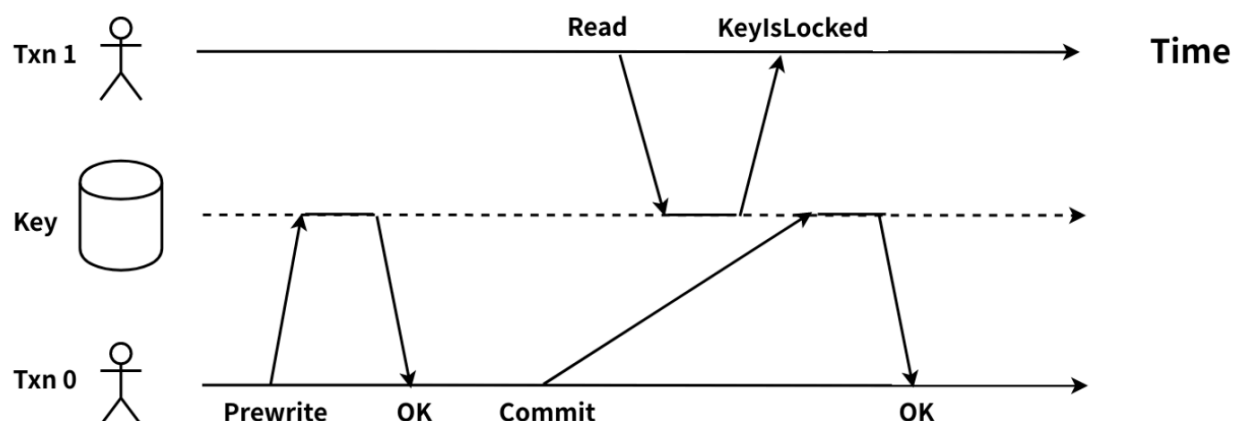 Read KeyIsLocked
Txn 1 Time
Key
Txn 0
Prewrite OK Commit OK